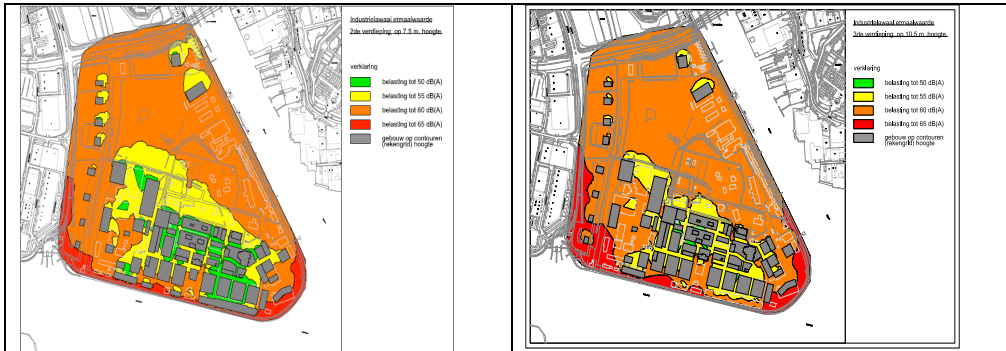 Industrielawaai etmaalwaarde
2de verdieping, op 7.5 m. hoogte
verklaring
belasting tot 50 dB(A)
belasting tot 55 dB(A)
belasting tot 60 dB(A)
belasting tot 65 dB(A)
gebouw op contouren
(rekengrid) hoogte
Industrielawaai etmaalwaarde
3de verdieping, op 10.5 m. hoogte
verklaring
belasting tot 50 dB(A)
belasting tot 55 dB(A)
belasting tot 60 dB(A)
belasting tot 65 dB(A)
gebouw op contouren
(rekengrid) hoogte